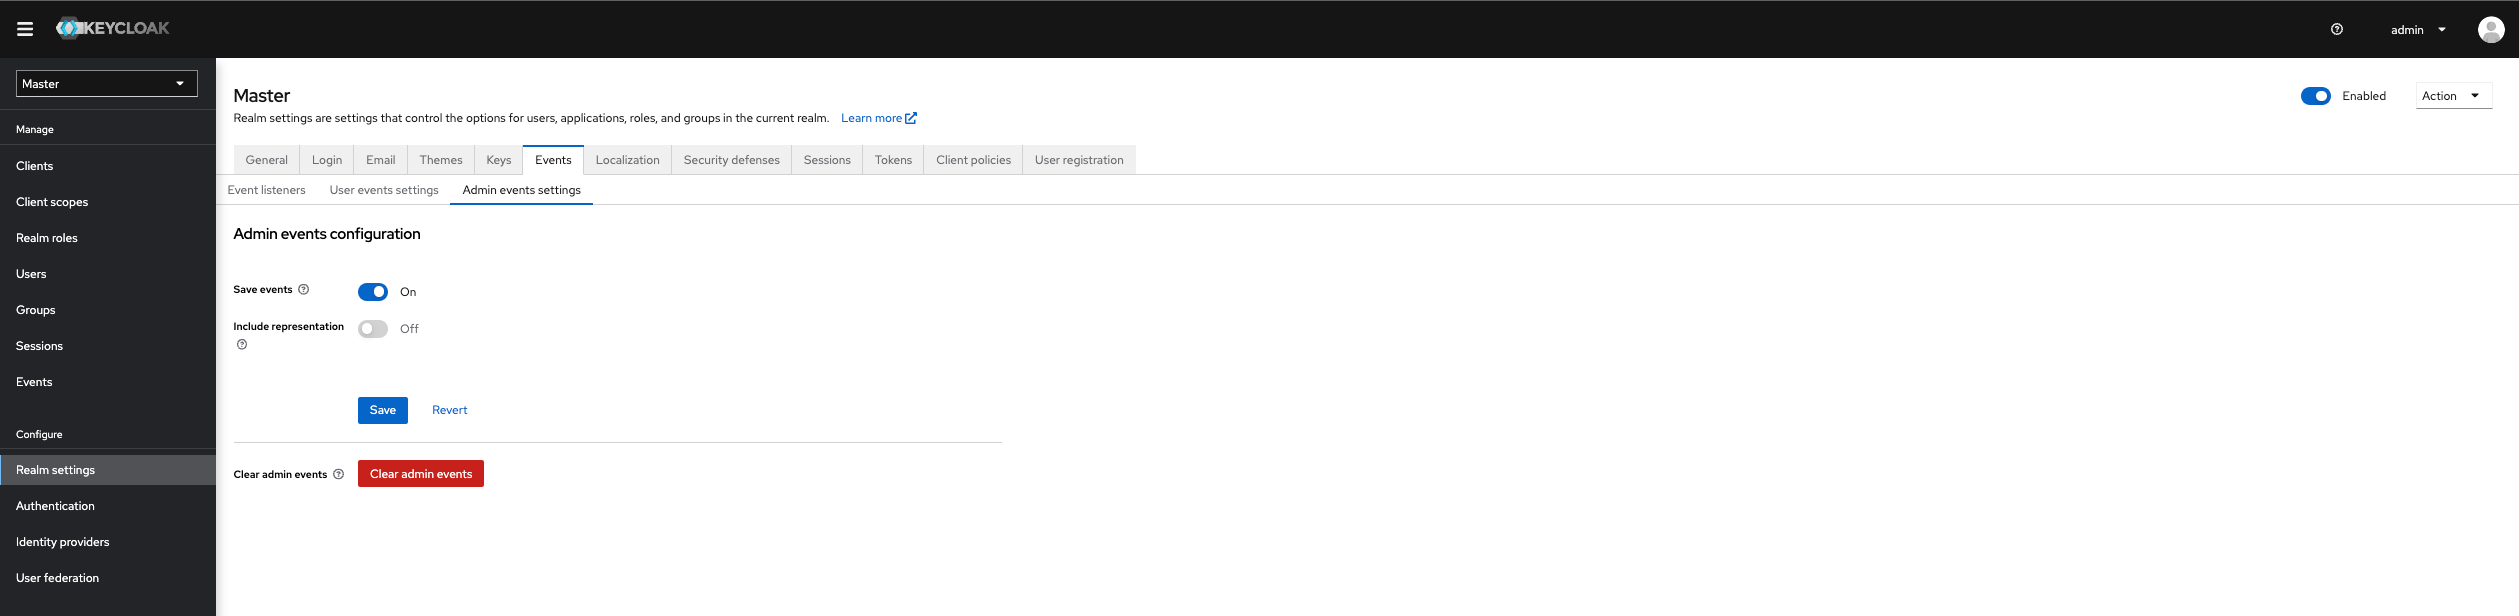 KEYCLOAK
admin
Master
Manage
Clients
Client scopes
Realm roles
Users
Groups
Sessions
Events
Configure
Realm settings
Authentication
Identity providers
User federation
Master
Enabled
Action
Realm settings are settings that control the options for users, applications, roles, and groups in the current realm. Learn more
General Login Email Themes Keys Events Localization Security defenses Sessions Tokens Client policies User registration
Event listeners User events settings Admin events settings
Admin events configuration
Save events On
Include representation Off
Save Revert
Clear admin events Clear admin events